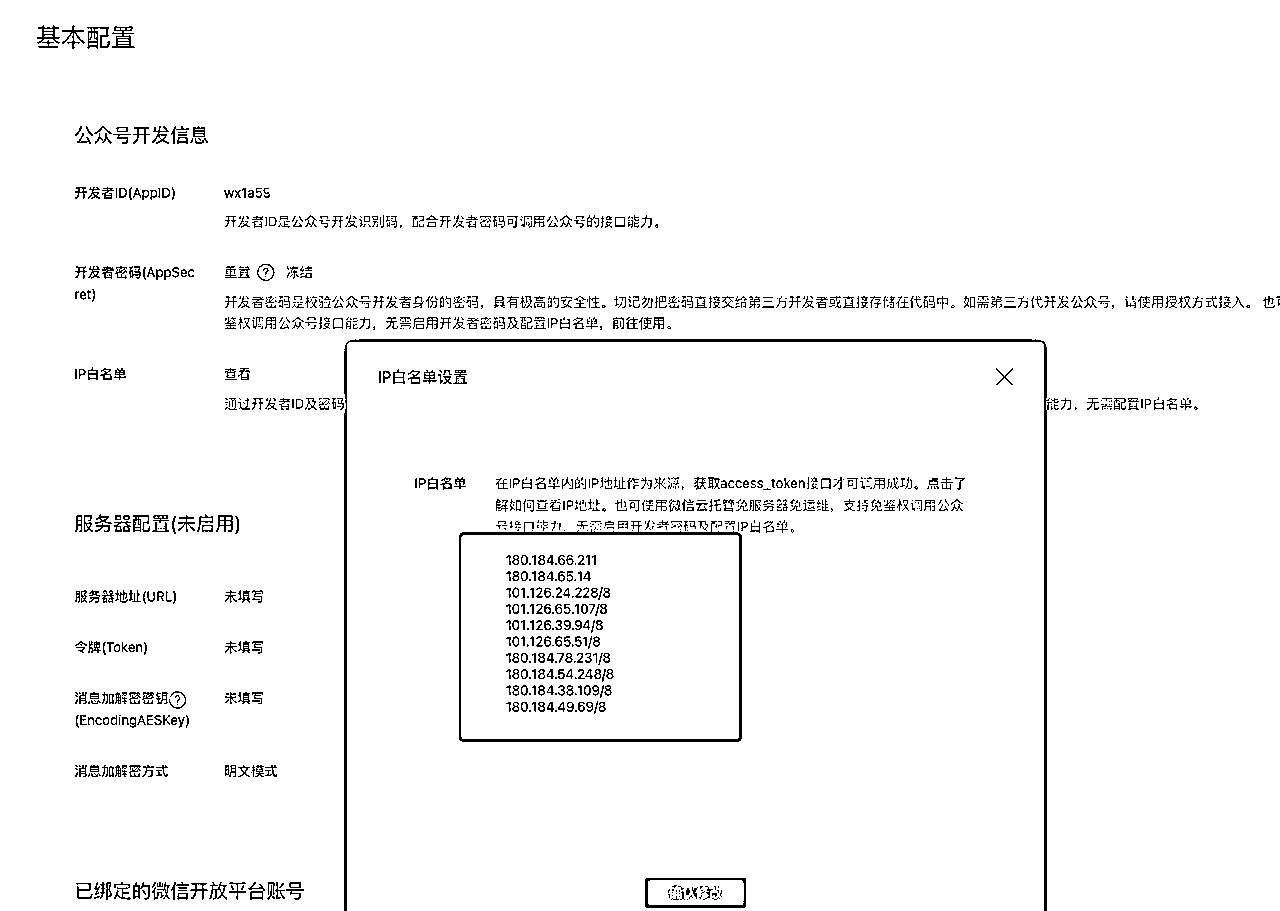 基本配置
公众号开发信息
开发者ID(AppID)
wx1a55
开发者ID是公众号开发识别码，配合开发者密码可调用公众号的接口能力。
开发者密码(AppSec
ret)
重置 ? 冻结
开发者密码是校验公众号开发者身份的密码，具有极高的安全性。切记勿把密码直接交给第三方开发者或直接存储在代码中。如需第三方代开发公众号，请使用授权方式接入。 也可
鉴权调用公众号接口能力，无需启用开发者密码及配置IP白名单，前往使用。
IP白名单
查看
通过开发者ID及密码
能力，无需配置IP白名单。
IP白名单设置
IP白名单
在IP白名单内的IP地址作为来源，获取access_token接口才可调用成功。点击了
解如何查看IP地址。也可使用微信云托管免服务器免运维，支持免鉴权调用公众
号接口能力，无需启用开发者密码及配置IP白名单。
180.184.66.211
180.184.65.14
101.126.24.228/8
101.126.65.107/8
101.126.39.94/8
101.126.65.51/8
180.184.78.231/8
180.184.54.248/8
180.184.38.109/8
180.184.49.69/8
确认修改
服务器配置(未启用)
服务器地址(URL)
未填写
令牌(Token)
未填写
消息加解密密钥 ?
(EncodingAESKey)
未填写
消息加解密方式
明文模式
已绑定的微信开放平台账号